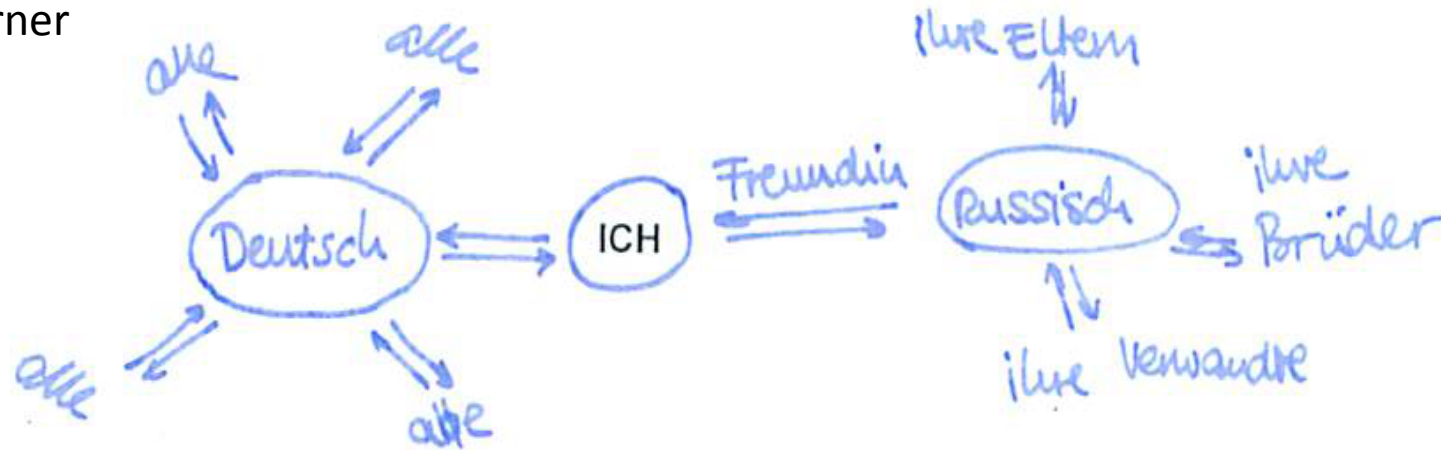 rner
alle
alle
Deutsch
alle
alle
ICH
Freundin
ihre Eltern
Russisch
ihre
Brüder
ihre Verwandte